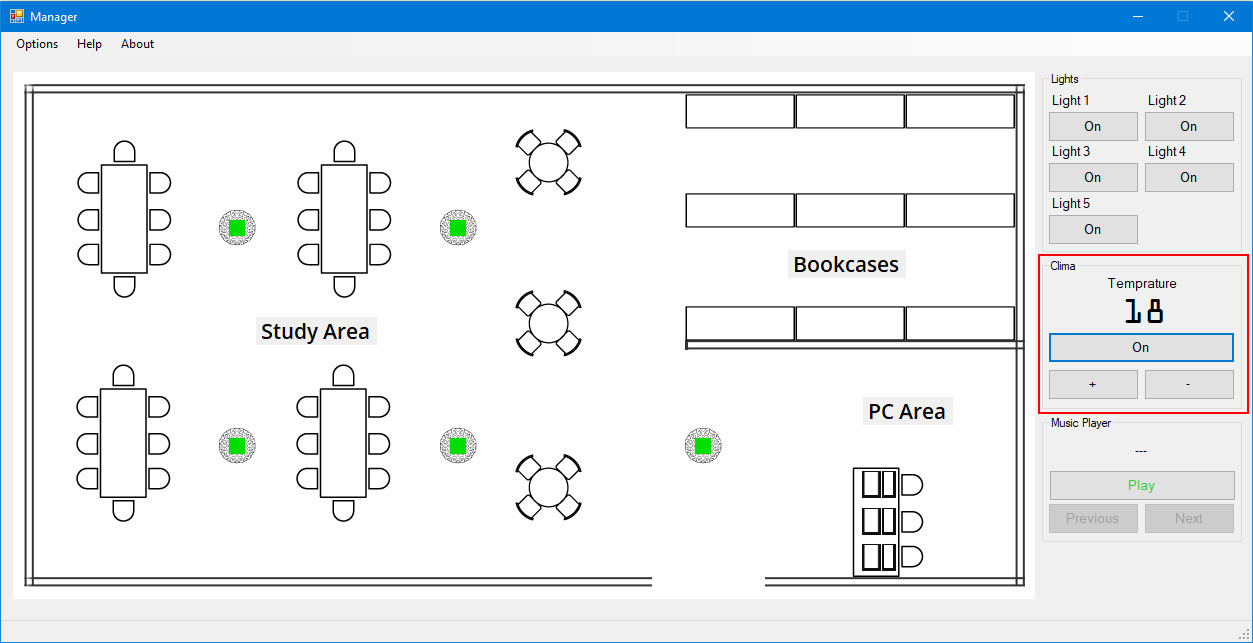 Manager
Options Help About
Lights
Light 1 Light 2
On On
Light 3 Light 4
On On
Light 5
On
Bookcases
Clima
Temprature
18
On
+ -
Study Area
PC Area
Music Player
---
Play
Previous Next